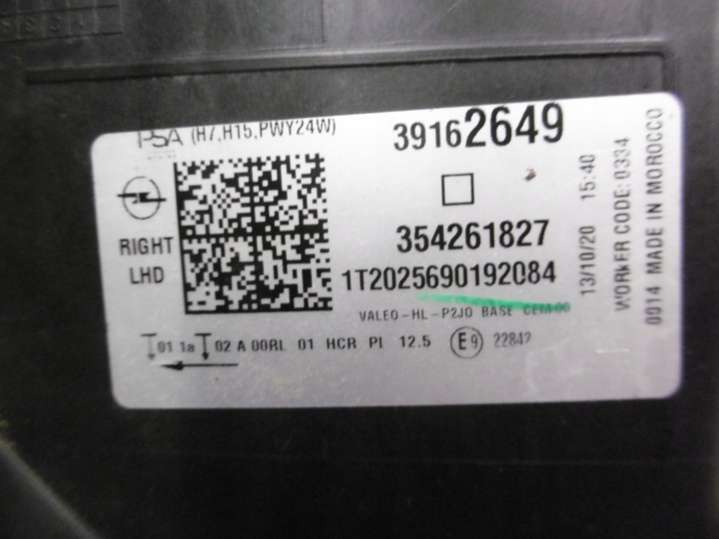 PSA (H7,H15,PWY24W)
39162649
RIGHT
LHD
354261827
1T2025690192084
VALEO-HL-P2JO BASE
01 1a 02 A 00RL 01 HCR PI 12.5 E9 22842
13/10/20 15:40
WORKER CODE: 0334
0014 MADE IN MOROCCO